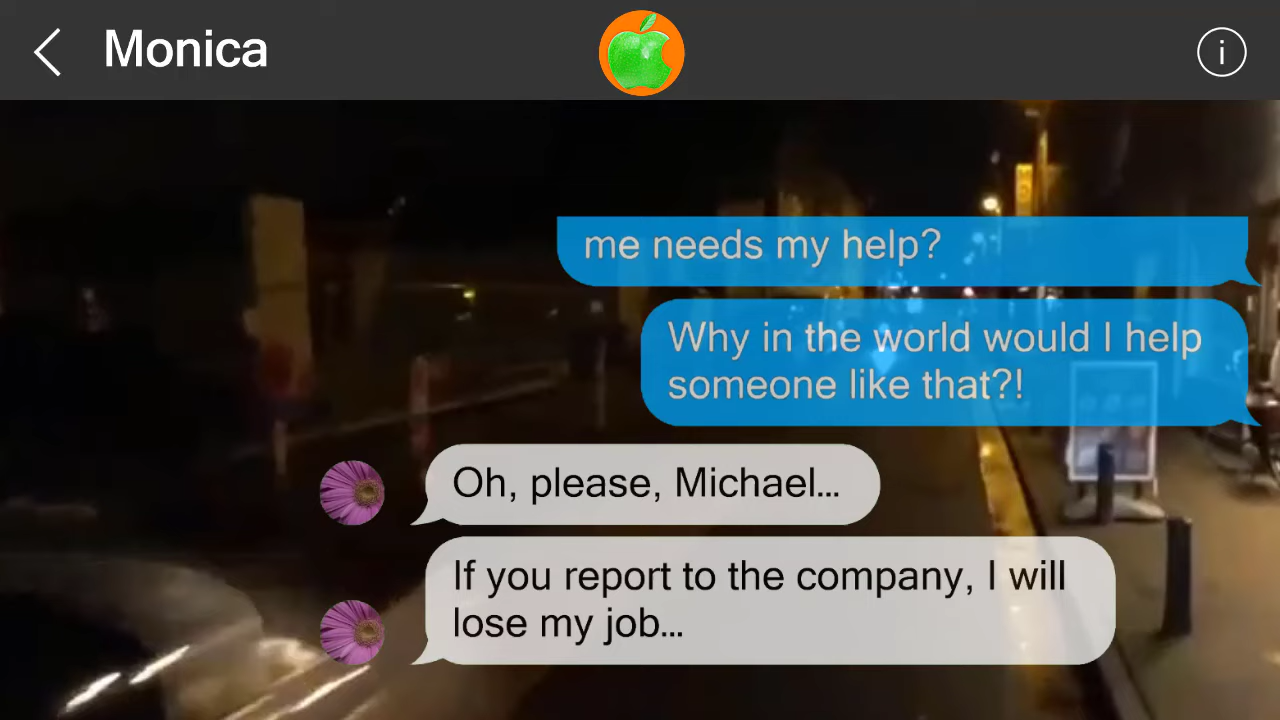 Monica
i
me needs my help?
Why in the world would I help
someone like that?!
Oh, please, Michael...
If you report to the company, I will
lose my job...